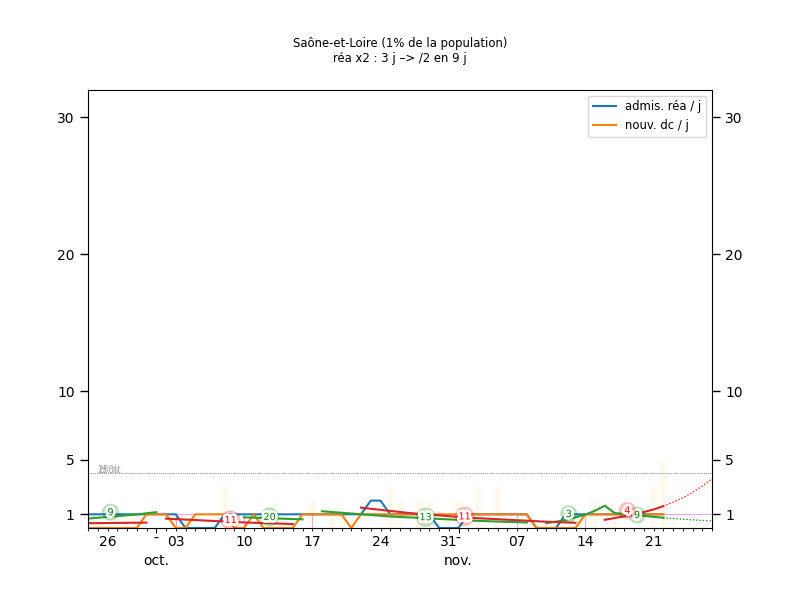 Saône-et-Loire (1% de la population)
réa x2 : 3 j –> /2 en 9 j
admis. réa / j
nouv. dc / j
30 30
20 20
10 10
5 5
1 1
9 11 20 13 11 3 4 9
26 - 03 10 17 24 31 - 07 14 21
oct. nov.